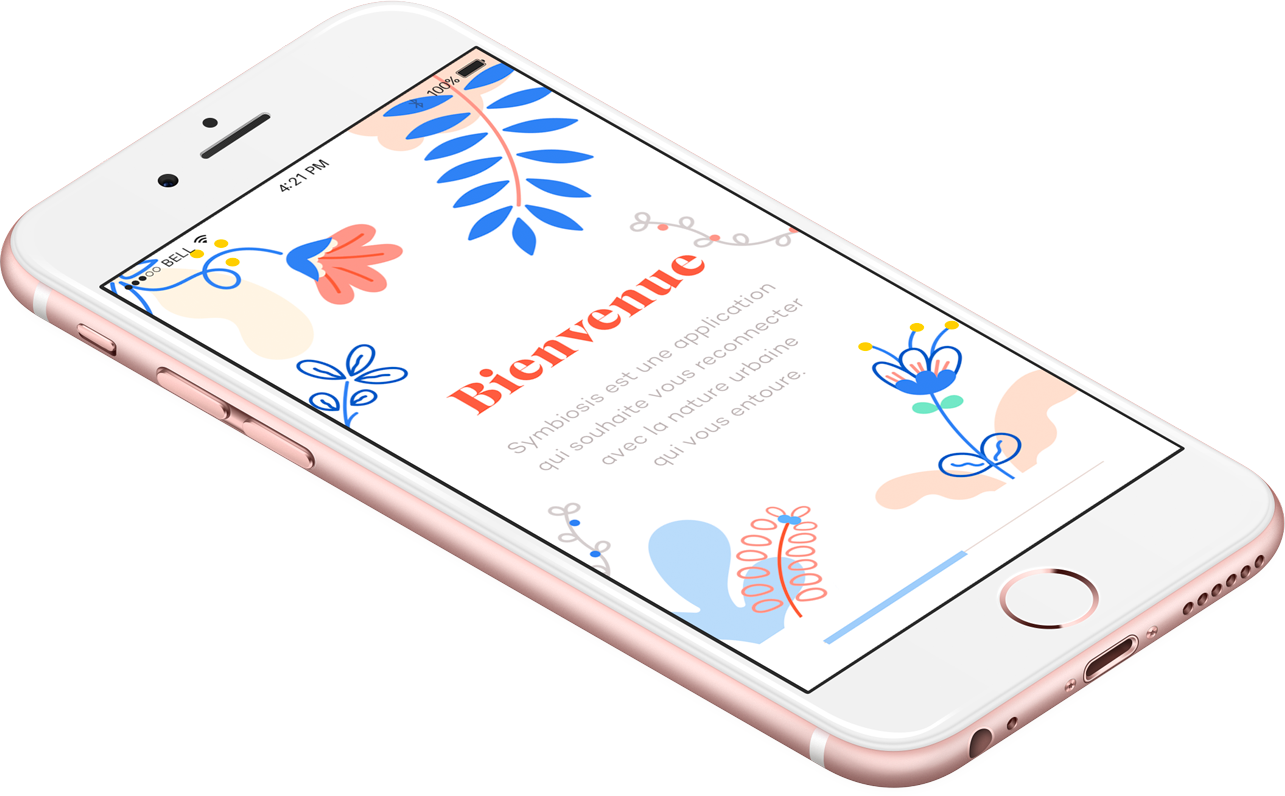 BELL 4:21 PM 100%
Bienvenue
Symbiosis est une application
qui souhaite vous reconnecter
avec la nature urbaine
qui vous entoure.